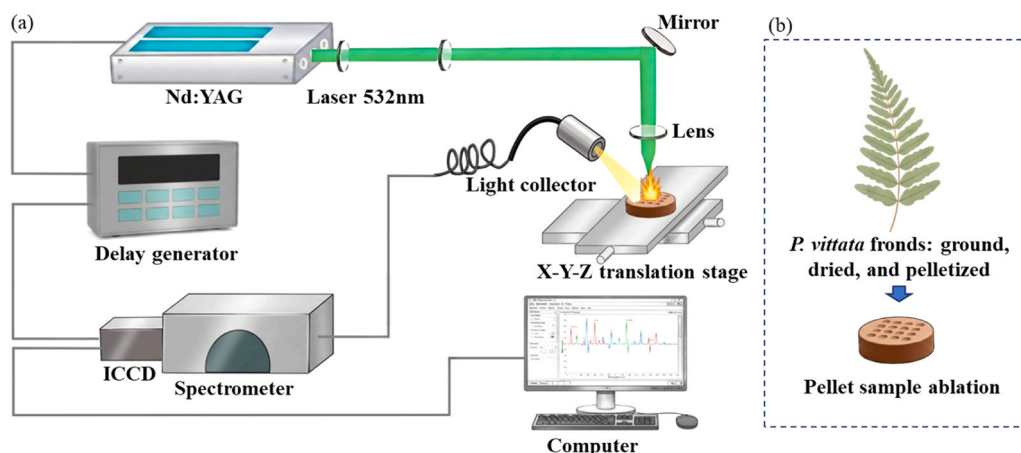 (a)
Mirror
Nd:YAG
Laser 532nm
Lens
Light collector
Delay generator
X-Y-Z translation stage
ICCD
Spectrometer
Computer
(b)
P. vittata fronds: ground,
dried, and pelletized
Pellet sample ablation